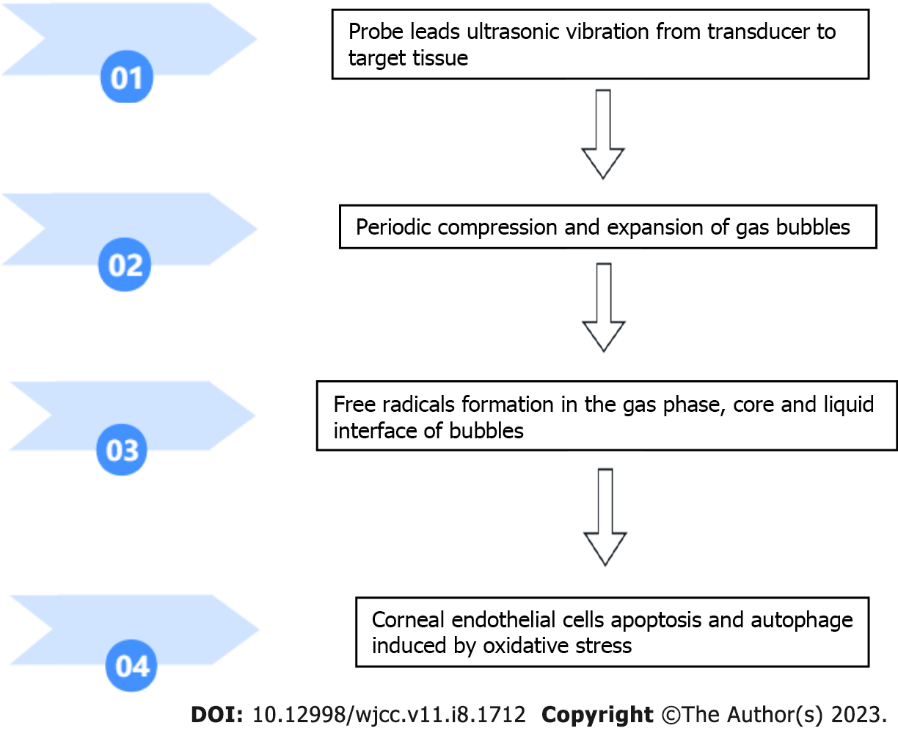 Probe leads ultrasonic vibration from transducer to
target tissue
01
Periodic compression and expansion of gas bubbles
02
Free radicals formation in the gas phase, core and liquid
interface of bubbles
03
Corneal endothelial cells apoptosis and autophage
induced by oxidative stress
04
DOI: 10.12998/wjcc.v11.i8.1712 Copyright ©The Author(s) 2023.